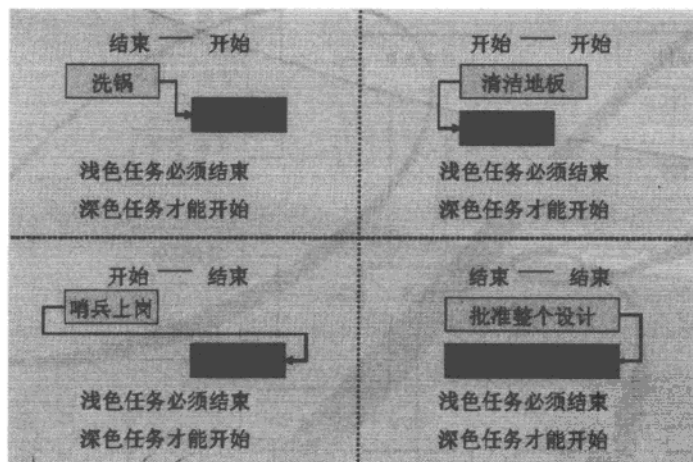 结束 — 开始
洗锅
浅色任务必须结束
深色任务才能开始
开始 — 开始
清洁地板
浅色任务必须结束
深色任务才能开始
开始 — 结束
哨兵上岗
浅色任务必须结束
深色任务才能开始
结束 — 结束
批准整个设计
浅色任务必须结束
深色任务才能开始